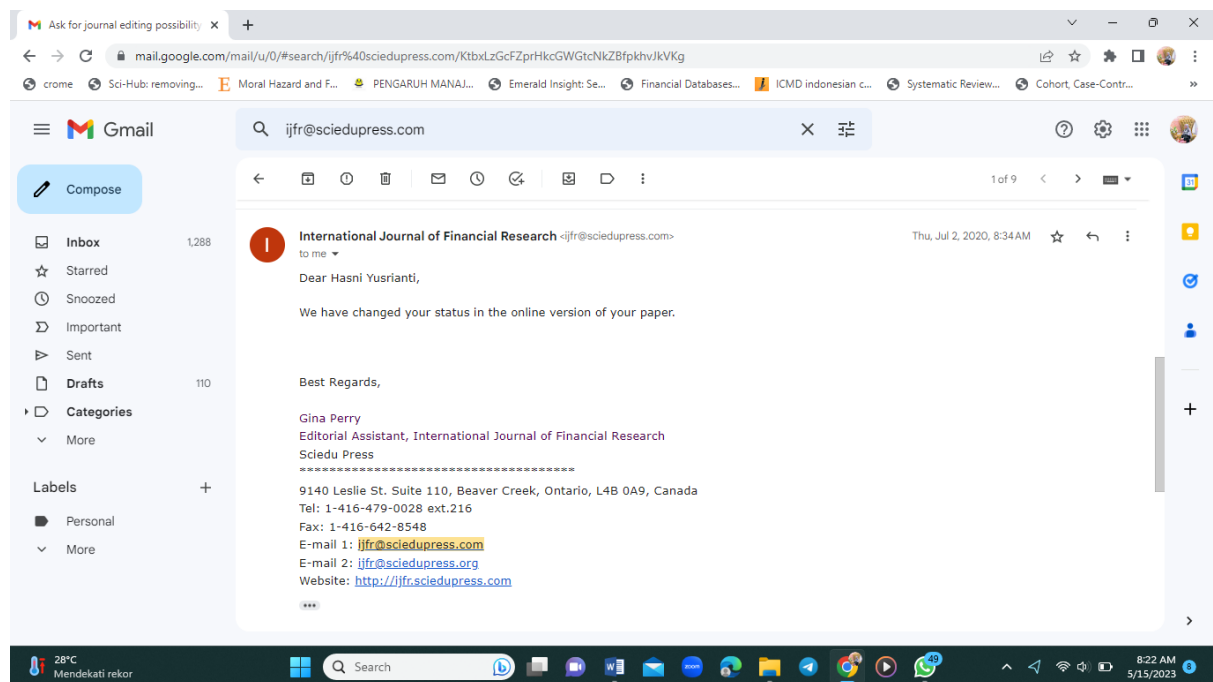 Ask for journal editing possibility
mail.google.com/mail/u/0/#search/ijfr%40sciedupress.com/KtbxLzGcFZprHkcGWGtcNkZBfpkhvJkVKg
crome Sci-Hub: removing... Moral Hazard and F... PENGARUH MANAJ... Emerald Insight: Se... Financial Databases... ICMD indonesian c... Systematic Review... Cohort, Case-Contr... »
Gmail
ijfr@sciedupress.com
Compose
1 of 9
31
Inbox 1,288
Starred
Snoozed
Important
Sent
Drafts 110
Categories
More
Labels
Personal
More
I
International Journal of Financial Research <ijfr@sciedupress.com>
Thu, Jul 2, 2020, 8:34 AM
to me
Dear Hasni Yusrianti,
We have changed your status in the online version of your paper.
Best Regards,
Gina Perry
Editorial Assistant, International Journal of Financial Research
Sciedu Press
*************************************
9140 Leslie St. Suite 110, Beaver Creek, Ontario, L4B 0A9, Canada
Tel: 1-416-479-0028 ext.216
Fax: 1-416-642-8548
E-mail 1: ijfr@sciedupress.com
E-mail 2: ijfr@sciedupress.org
Website: http://ijfr.sciedupress.com
28°C
Mendekati rekor
Search
zoom
49
8:22 AM
5/15/2023
8